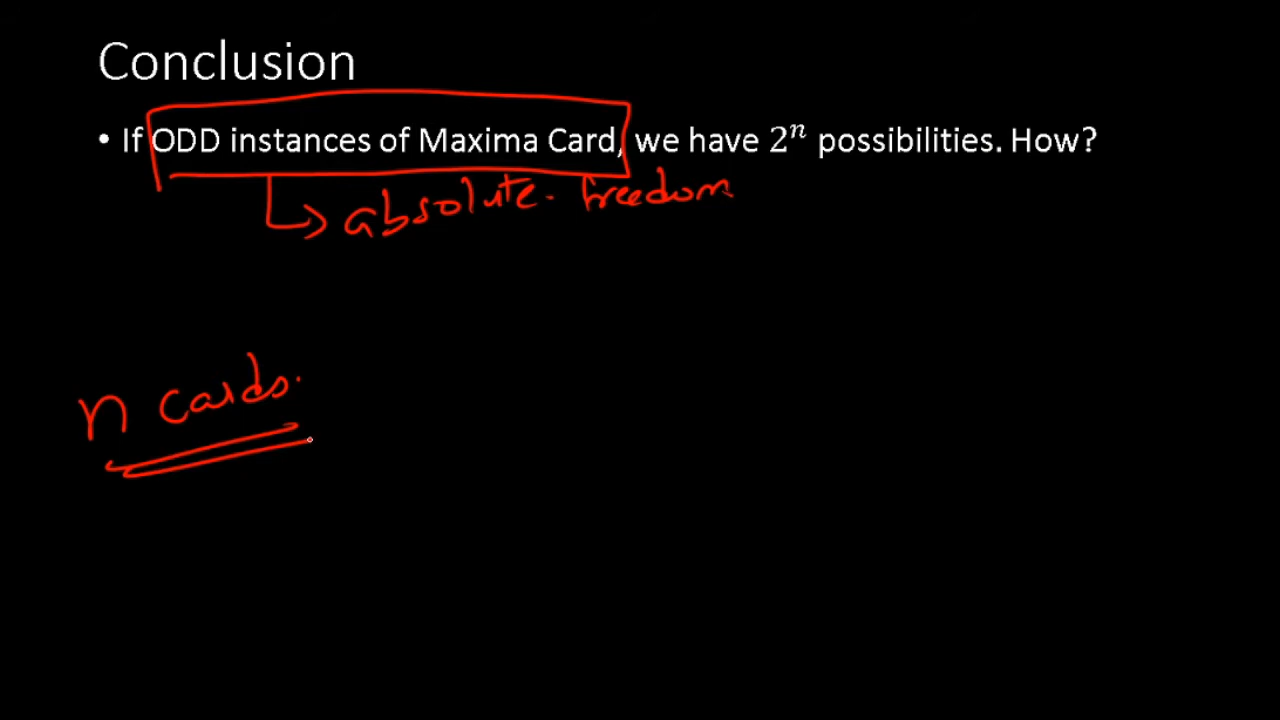 Conclusion
• If ODD instances of Maxima Card, we have 2ⁿ possibilities. How?
absolute. freedom
n cards.